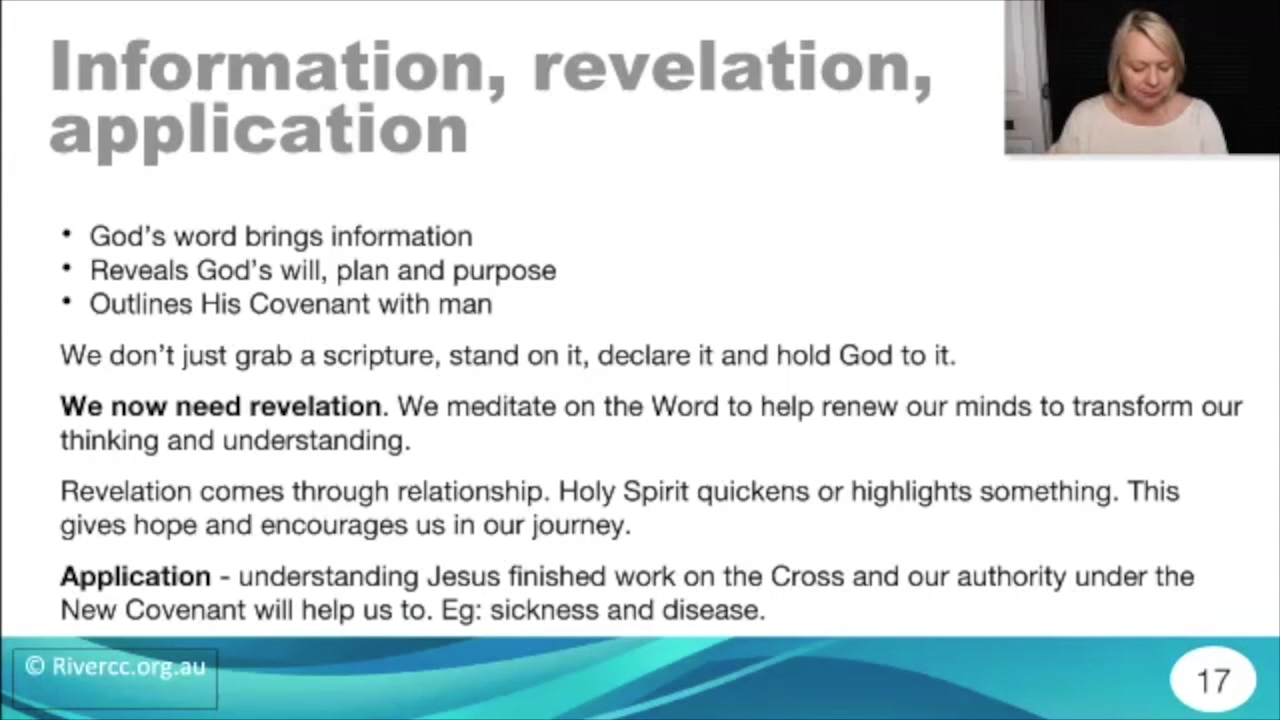 Information, revelation,
application
• God's word brings information
• Reveals God's will, plan and purpose
• Outlines His Covenant with man
We don't just grab a scripture, stand on it, declare it and hold God to it.
We now need revelation. We meditate on the Word to help renew our minds to transform our
thinking and understanding.
Revelation comes through relationship. Holy Spirit quickens or highlights something. This
gives hope and encourages us in our journey.
Application - understanding Jesus finished work on the Cross and our authority under the
New Covenant will help us to. Eg: sickness and disease.
© Rivercc.org.au
17